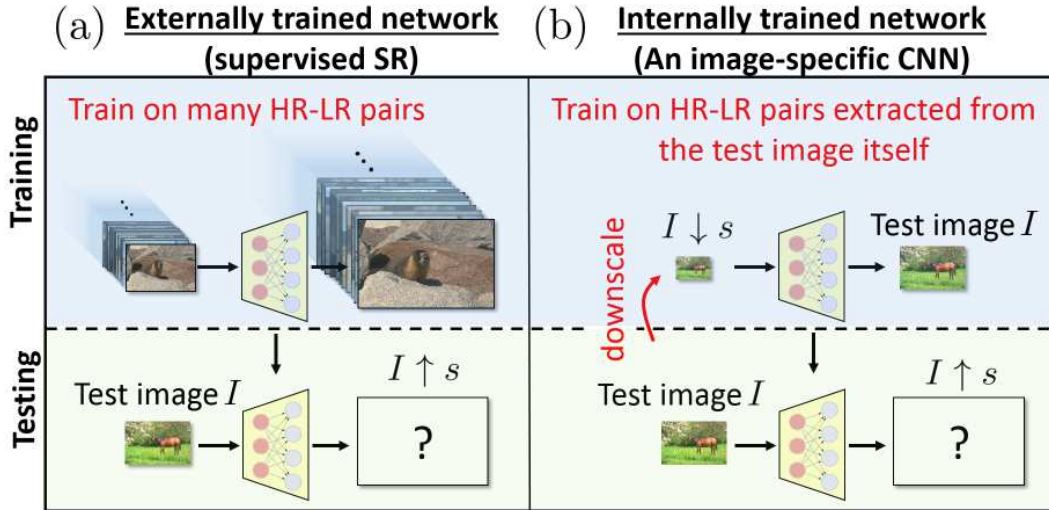 (a) Externally trained network
(supervised SR)
(b) Internally trained network
(An image-specific CNN)
Training
Train on many HR-LR pairs
...
...
Train on HR-LR pairs extracted from
the test image itself
I ↓ s
Test image I
downscale
Testing
Test image I
I ↑ s
?
Test image I
I ↑ s
?